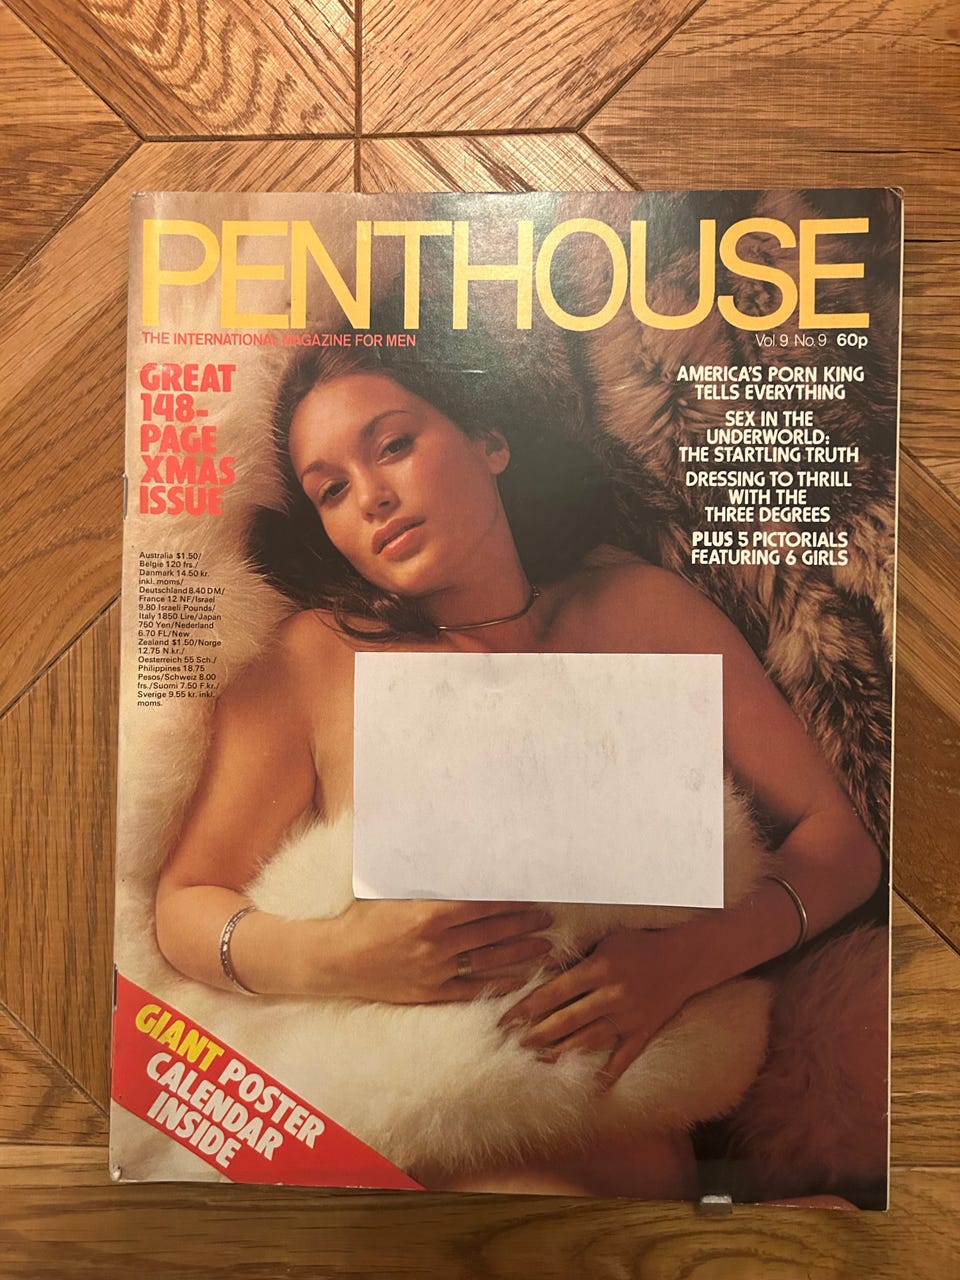 PENTHOUSE
THE INTERNATIONAL MAGAZINE FOR MEN
Vol. 9 No. 9 60p
GREAT
148-
PAGE
XMAS
ISSUE
Australia $1.50/
Belgie 120 frs./
Danmark 14.50 kr.
inkl. moms/
Deutschland 8.40 DM/
France 12 NF/Israel
9.80 Israeli Pounds/
Italy 1850 Lire/Japan
750 Yen/Nederland
6.70 FL/New
Zealand $1.50/Norge
12.75 N.kr./
Oesterreich 55 Sch./
Philippines 18.75
Pesos/Schweiz 8.00
frs./Suomi 7.50 F.kr./
Sverige 9.55 kr. inkl.
moms.
AMERICA'S PORN KING
TELLS EVERYTHING
SEX IN THE
UNDERWORLD:
THE STARTLING TRUTH
DRESSING TO THRILL
WITH THE
THREE DEGREES
PLUS 5 PICTORIALS
FEATURING 6 GIRLS
GIANT POSTER
CALENDAR
INSIDE